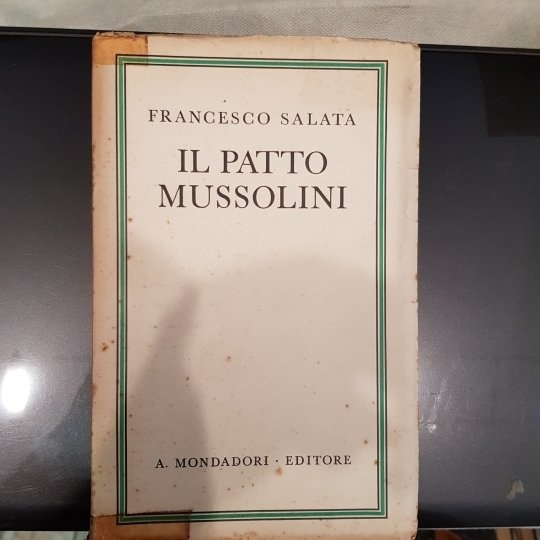 FRANCESCO SALATA
IL PATTO
MUSSOLINI
A. MONDADORI · EDITORE